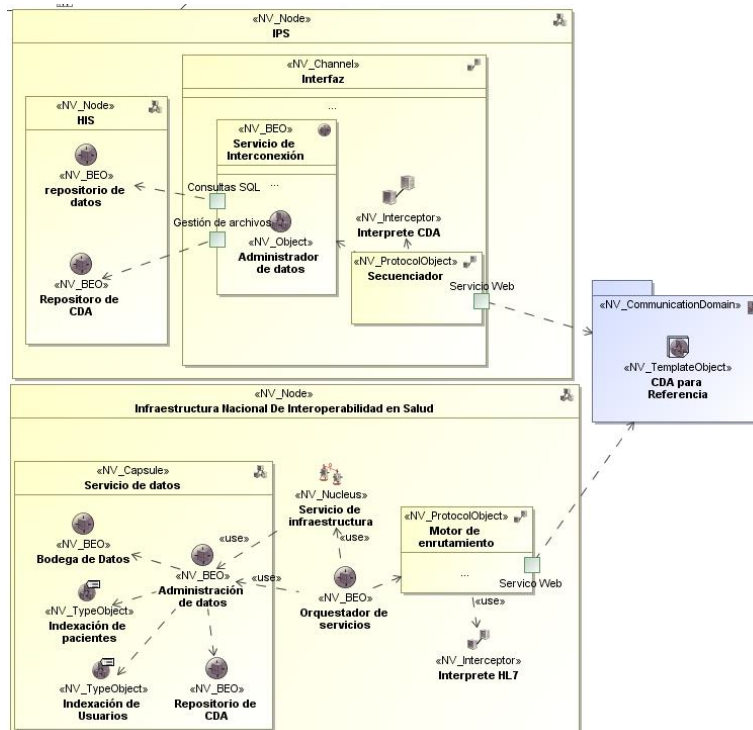 «NV_Node»
IPS
«NV_Channel»
Interfaz
...
«NV_Node»
HIS
«NV_BEO»
repositorio de
datos
«NV_BEO»
Repositoro de
CDA
«NV_BEO»
Servicio de
Interconexión
...
Consultas SQL
Gestión de archivos
«NV_Object»
Administrador
de datos
«NV_Interceptor»
Interprete CDA
«NV_ProtocolObject»
Secuenciador
Servicio Web
«NV_CommunicationDomain»
«NV_TemplateObject»
CDA para
Referencia
«NV_Node»
Infraestructura Nacional De Interoperabilidad en Salud
«NV_Capsule»
Servicio de datos
«NV_BEO»
Bodega de Datos
«NV_TypeObject»
Indexación de
pacientes
«NV_TypeObject»
Indexación de
Usuarios
«NV_BEO»
Administración
de datos
«NV_BEO»
Repositorio de
CDA
«use»
«use»
«NV_Nucleus»
Servicio de
infraestructura
«use»
«NV_BEO»
Orquestador de
servicios
«NV_ProtocolObject»
Motor de
enrutamiento
...
Servico Web
«use»
«NV_Interceptor»
Interprete HL7